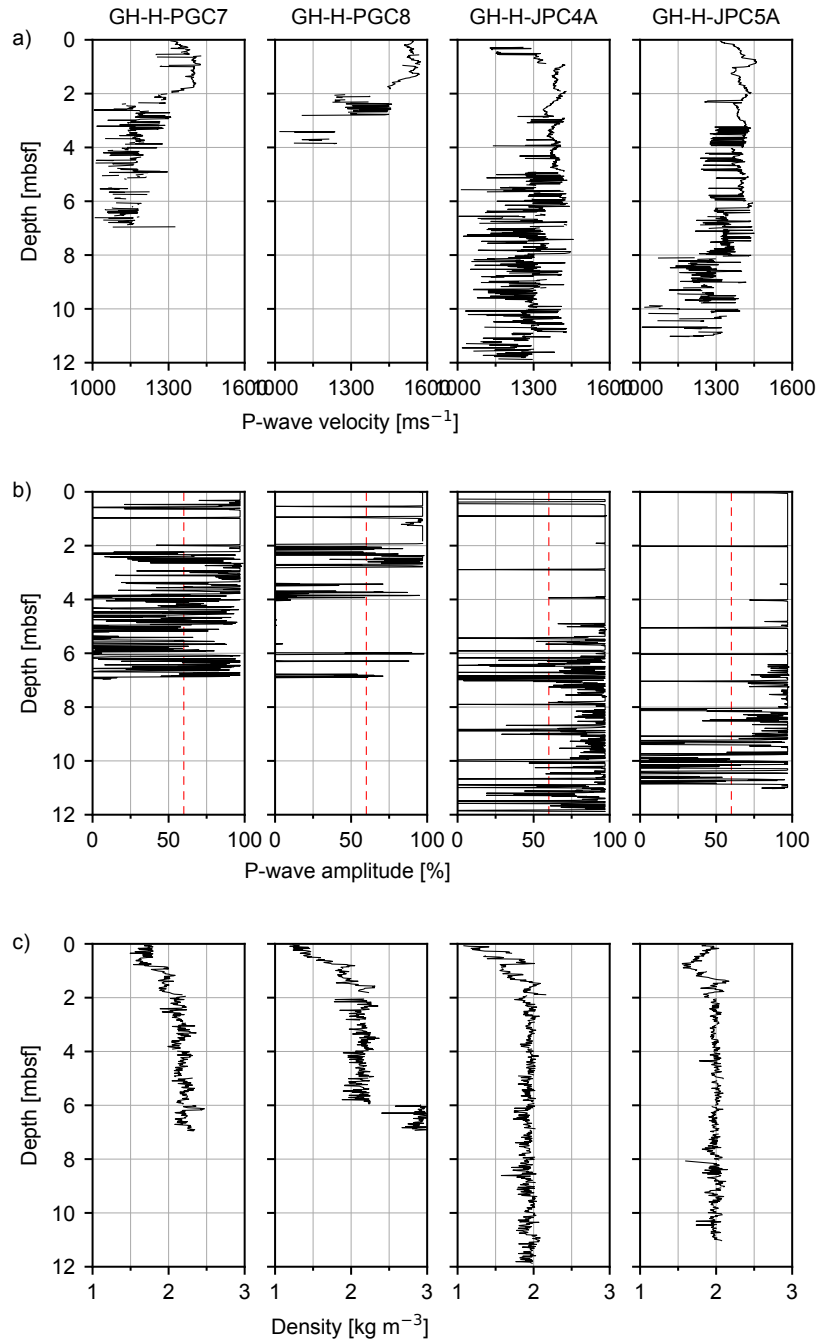 GH-H-PGC7 GH-H-PGC8 GH-H-JPC4A GH-H-JPC5A
a)
0
2
4
6
8
10
12
Depth [mbsf]
1000 1300 1600 1000 1300 1600 1000 1300 1600 1000 1300 1600
P-wave velocity [ms⁻¹]
b)
0
2
4
6
8
10
12
Depth [mbsf]
0 50 100 0 50 100 0 50 100 0 50 100
P-wave amplitude [%]
c)
0
2
4
6
8
10
12
Depth [mbsf]
1 2 3 1 2 3 1 2 3 1 2 3
Density [kg m⁻³]